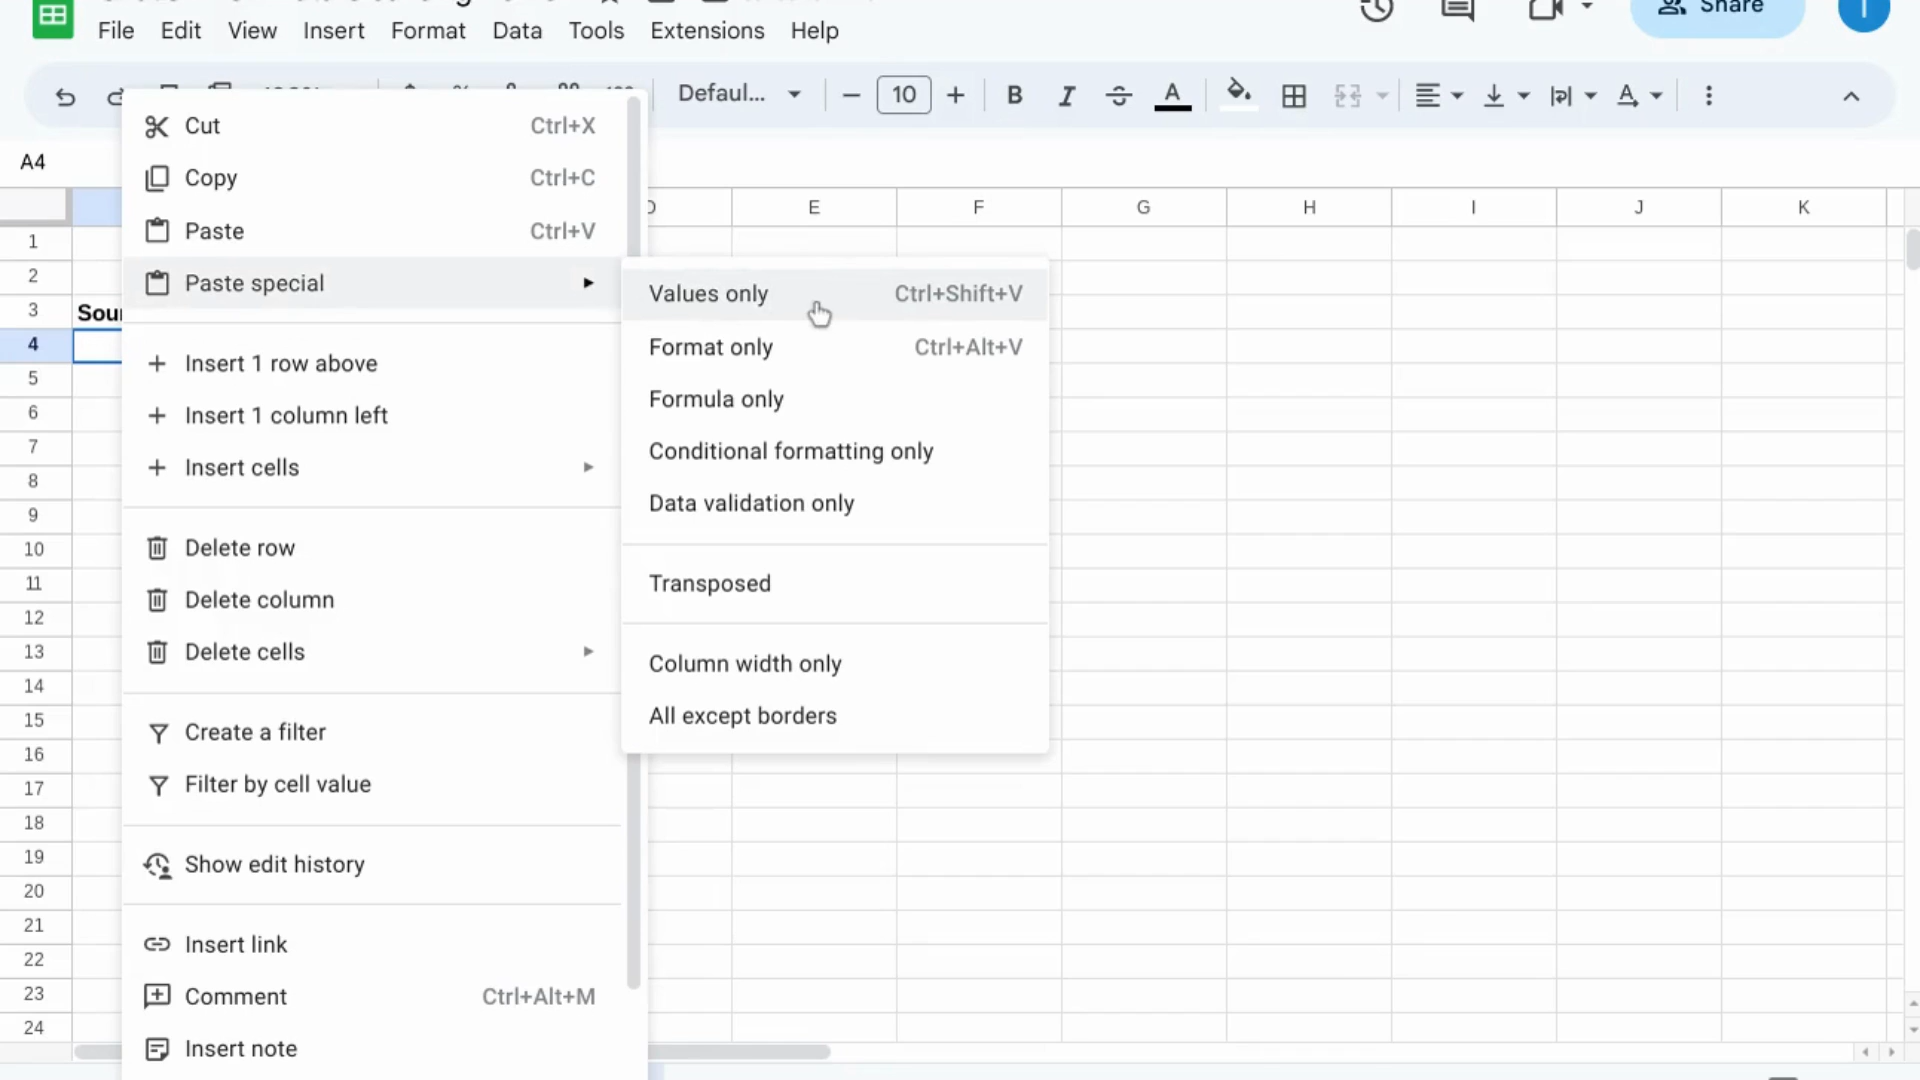 File Edit View Insert Format Data Tools Extensions Help
Share
Defaul... 10 B I A A
A4
D E F G H I J K
1
2
3
4
5
6
7
8
9
10
11
12
13
14
15
16
17
18
19
20
21
22
23
24
Cut Ctrl+X
Copy Ctrl+C
Paste Ctrl+V
Paste special
Insert 1 row above
Insert 1 column left
Insert cells
Delete row
Delete column
Delete cells
Create a filter
Filter by cell value
Show edit history
Insert link
Comment Ctrl+Alt+M
Insert note
Values only Ctrl+Shift+V
Format only Ctrl+Alt+V
Formula only
Conditional formatting only
Data validation only
Transposed
Column width only
All except borders